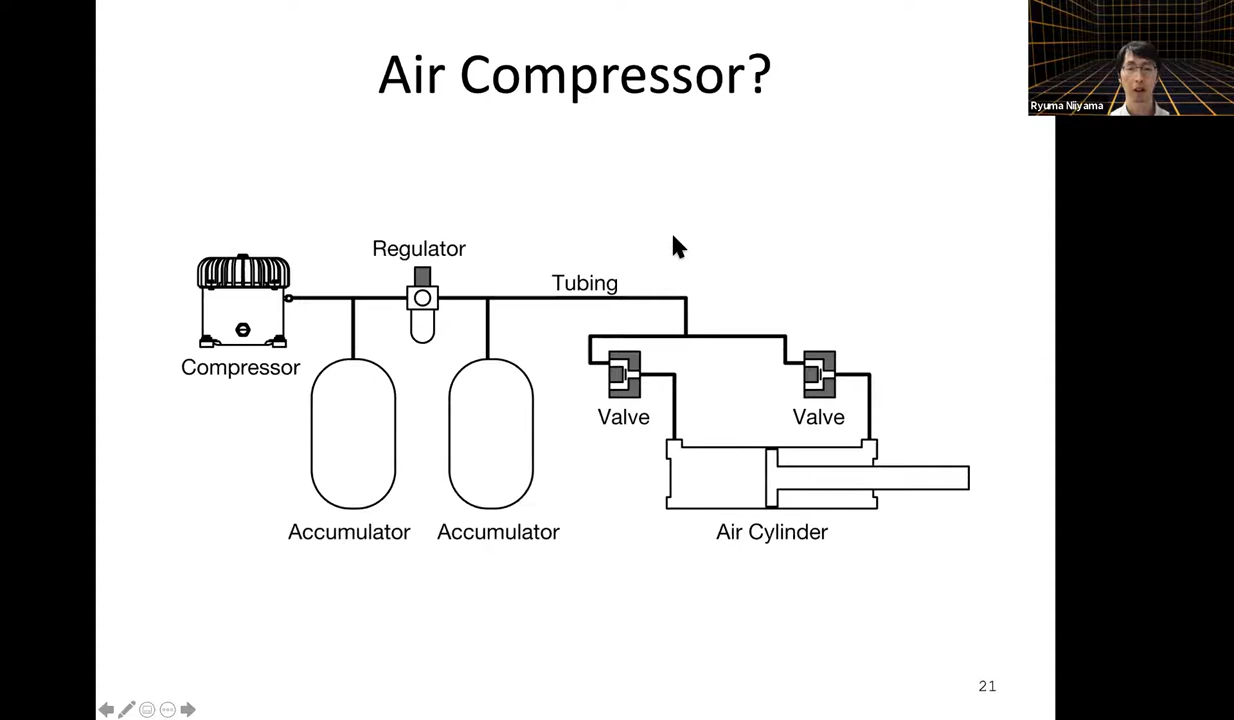 Air Compressor?
Ryuma Niiyama
Regulator
Tubing
Compressor
Valve
Valve
Accumulator
Accumulator
Air Cylinder
21